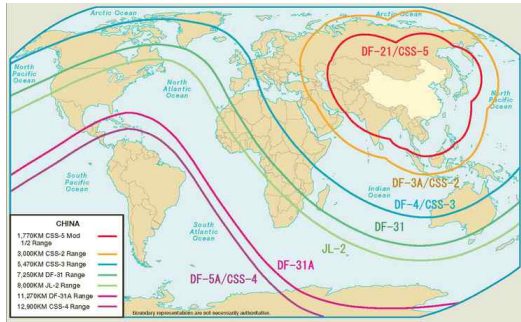 Arctic Ocean
Arctic Ocean
DF-21/CSS-5
North
Pacific
Ocean
North
Atlantic
Ocean
North
Pacific
Ocean
DF-3A/CSS-2
Indian
Ocean
South
Pacific
Ocean
DF-4/CSS-3
South
Atlantic
Ocean
DF-31
JL-2
DF-31A
DF-5A/CSS-4
CHINA
1,770KM CSS-5 Mod
1/2 Range
3,000KM CSS-2 Range
5,470KM CSS-3 Range
7,250KM DF-31 Range
8,000KM JL-2 Range
11,270KM DF-31A Range
12,900KM CSS-4 Range
Boundary representations are not necessarily authoritative.